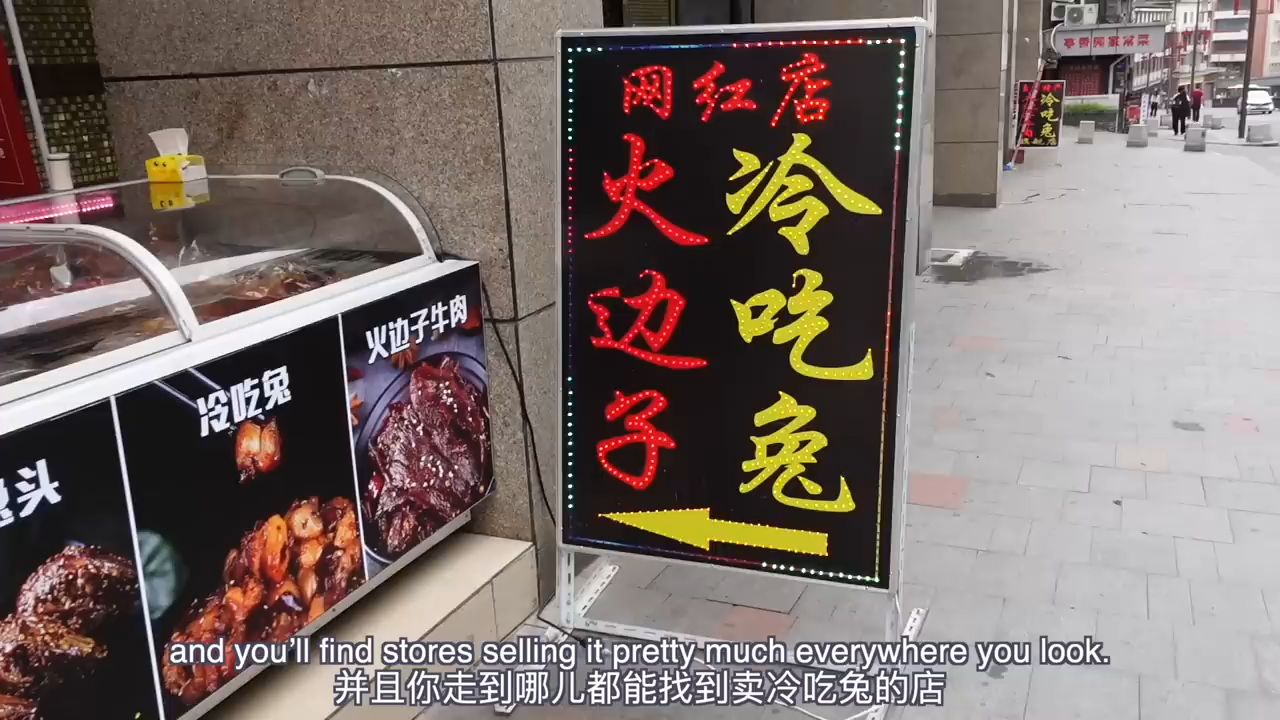 网红店
冷吃兔
火边子
兔头
冷吃兔
火边子牛肉
冷吃兔
and you'll find stores selling it pretty much everywhere you look.
并且你走到哪儿都能找到卖冷吃兔的店